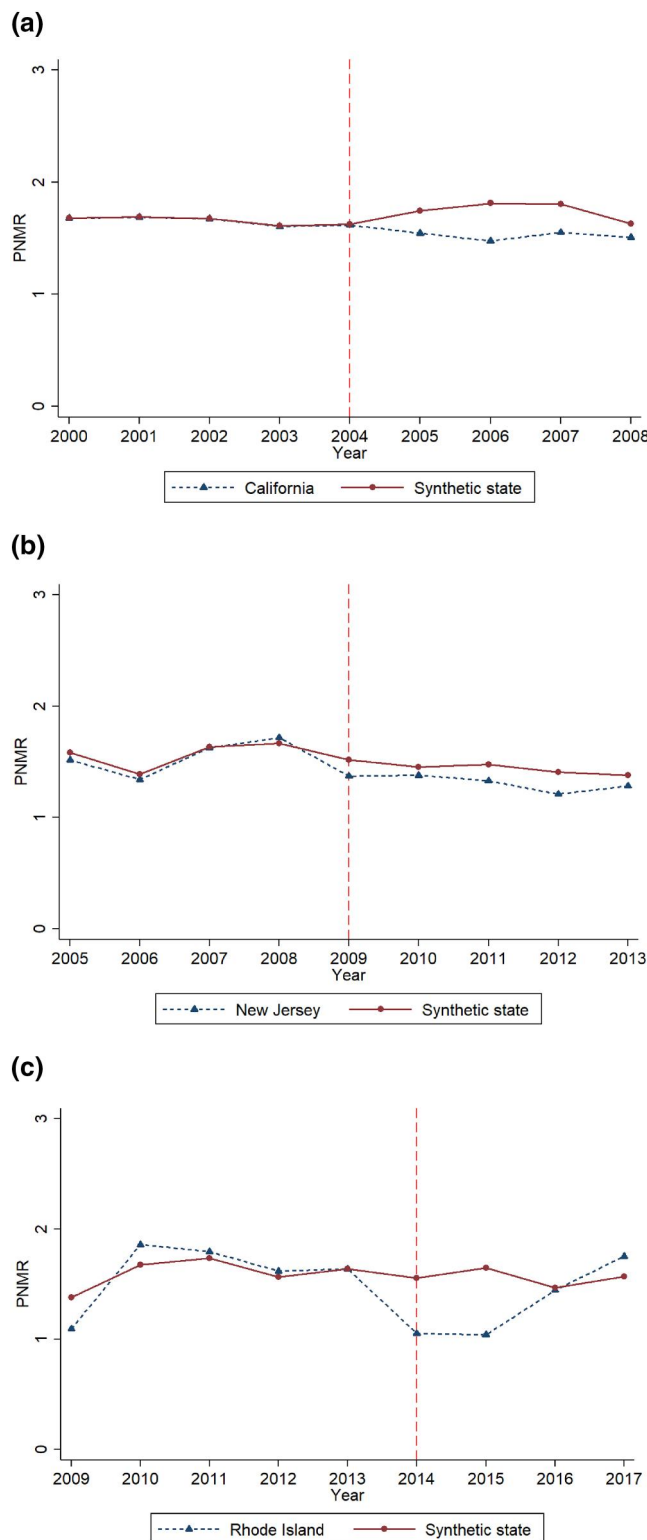 (a)
3
2
1
0
PNMR
2000 2001 2002 2003 2004 2005 2006 2007 2008
Year
California Synthetic state
(b)
3
2
1
0
PNMR
2005 2006 2007 2008 2009 2010 2011 2012 2013
Year
New Jersey Synthetic state
(c)
3
2
1
0
PNMR
2009 2010 2011 2012 2013 2014 2015 2016 2017
Year
Rhode Island Synthetic state